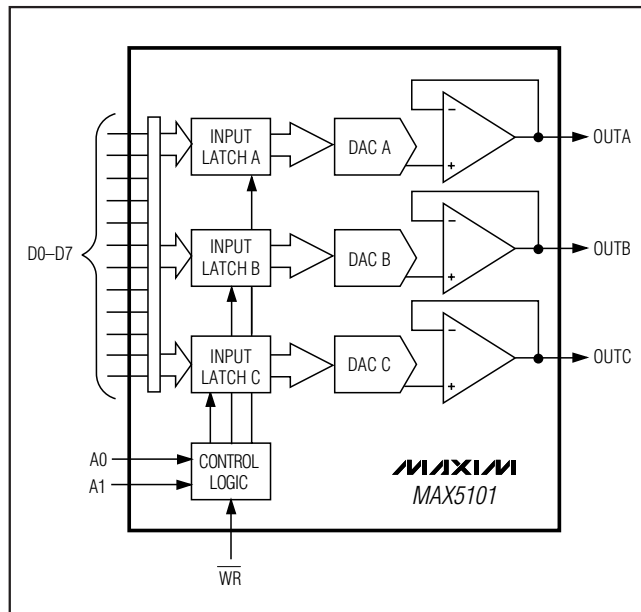 INPUT
LATCH A
DAC A
−
+
OUTA
D0–D7
INPUT
LATCH B
DAC B
−
+
OUTB
INPUT
LATCH C
DAC C
−
+
OUTC
A0
A1
CONTROL
LOGIC
MAXIM
MAX5101
W̅R̅